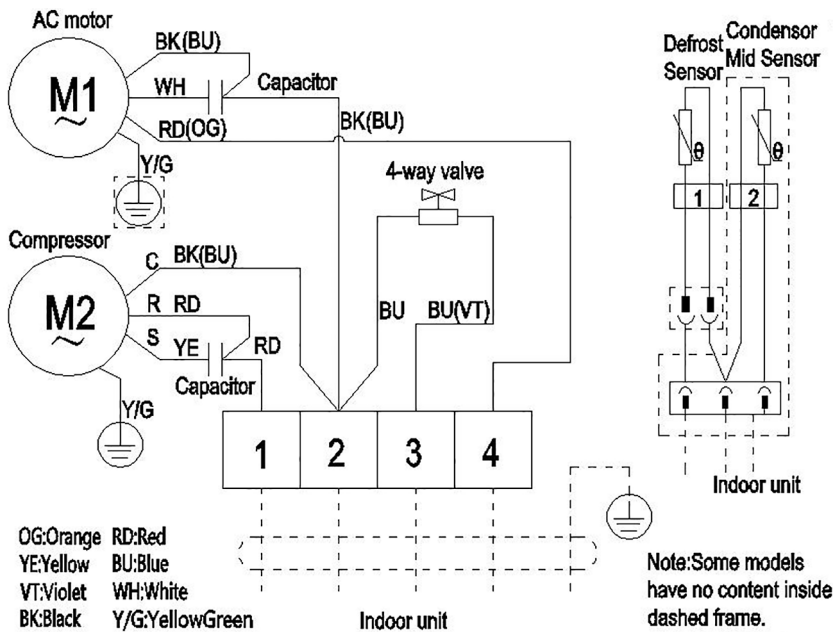 AC motor
M1
~
BK(BU)
WH
Capacitor
RD(OG)
BK(BU)
Y/G
4-way valve
Compressor
M2
~
C BK(BU)
R RD
S YE
RD
Capacitor
Y/G
BU
BU(VT)
1 2 3 4
Defrost
Sensor
Condensor
Mid Sensor
θ
θ
1
2
Indoor unit
OG:Orange RD:Red
YE:Yellow BU:Blue
VT:Violet WH:White
BK:Black Y/G:YellowGreen
Indoor unit
Note:Some models
have no content inside
dashed frame.